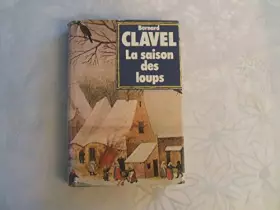 Bernard
CLAVEL
La saison
des
loups